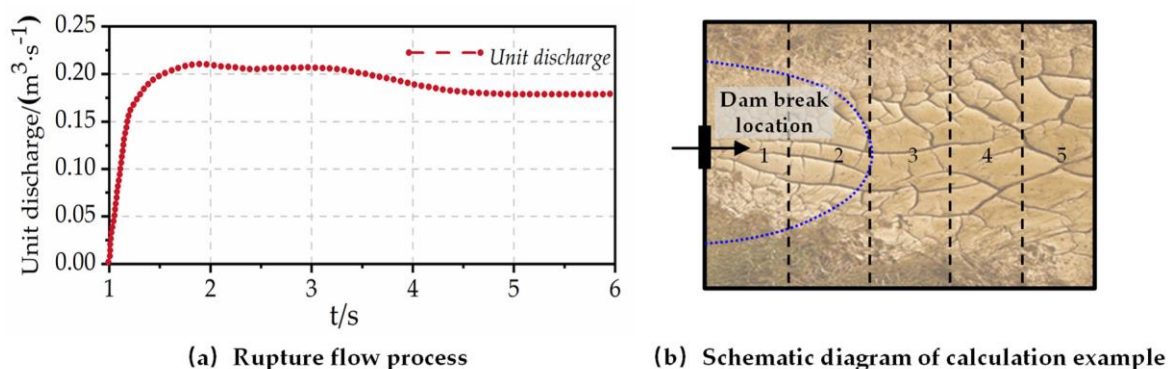 Unit discharge/(m³·s⁻¹)
0.25
0.20
0.15
0.10
0.05
0.00
Unit discharge
1 2 3 4 5 6
t/s
(a) Rupture flow process
Dam break
location
1 2 3 4 5
(b) Schematic diagram of calculation example